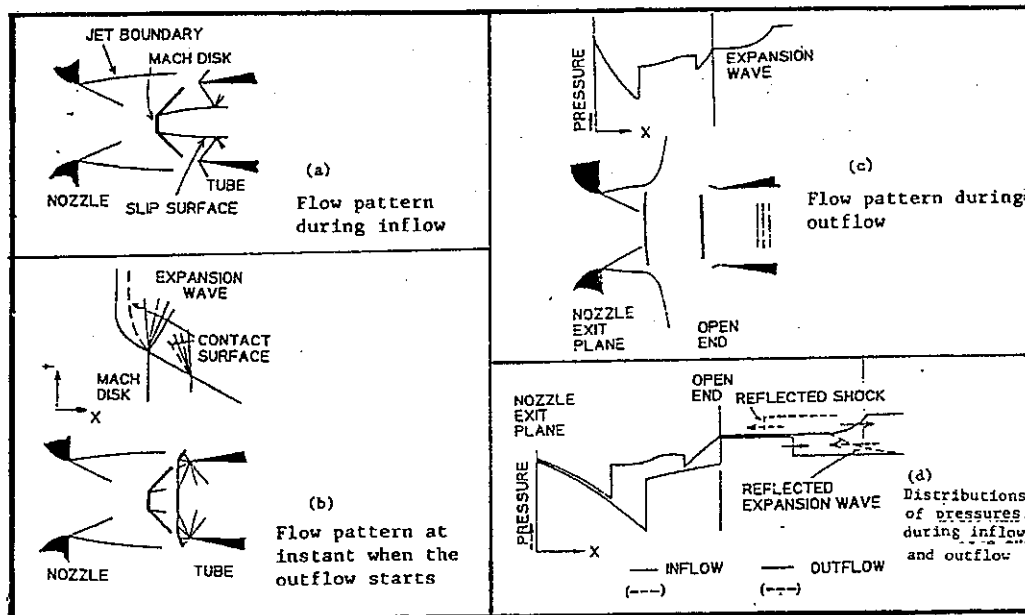 JET BOUNDARY
MACH DISK
NOZZLE
SLIP SURFACE
TUBE
(a)
Flow pattern
during inflow
EXPANSION
WAVE
CONTACT
SURFACE
MACH
DISK
t
X
NOZZLE
TUBE
(b)
Flow pattern at
instant when the
outflow starts
PRESSURE
X
EXPANSION
WAVE
(c)
Flow pattern during
outflow
NOZZLE
EXIT
PLANE
OPEN
END
NOZZLE
EXIT
PLANE
OPEN
END
REFLECTED SHOCK
PRESSURE
X
REFLECTED
EXPANSION WAVE
(d)
Distributions
of pressures
during inflow
and outflow
INFLOW
OUTFLOW
(---)
(---)